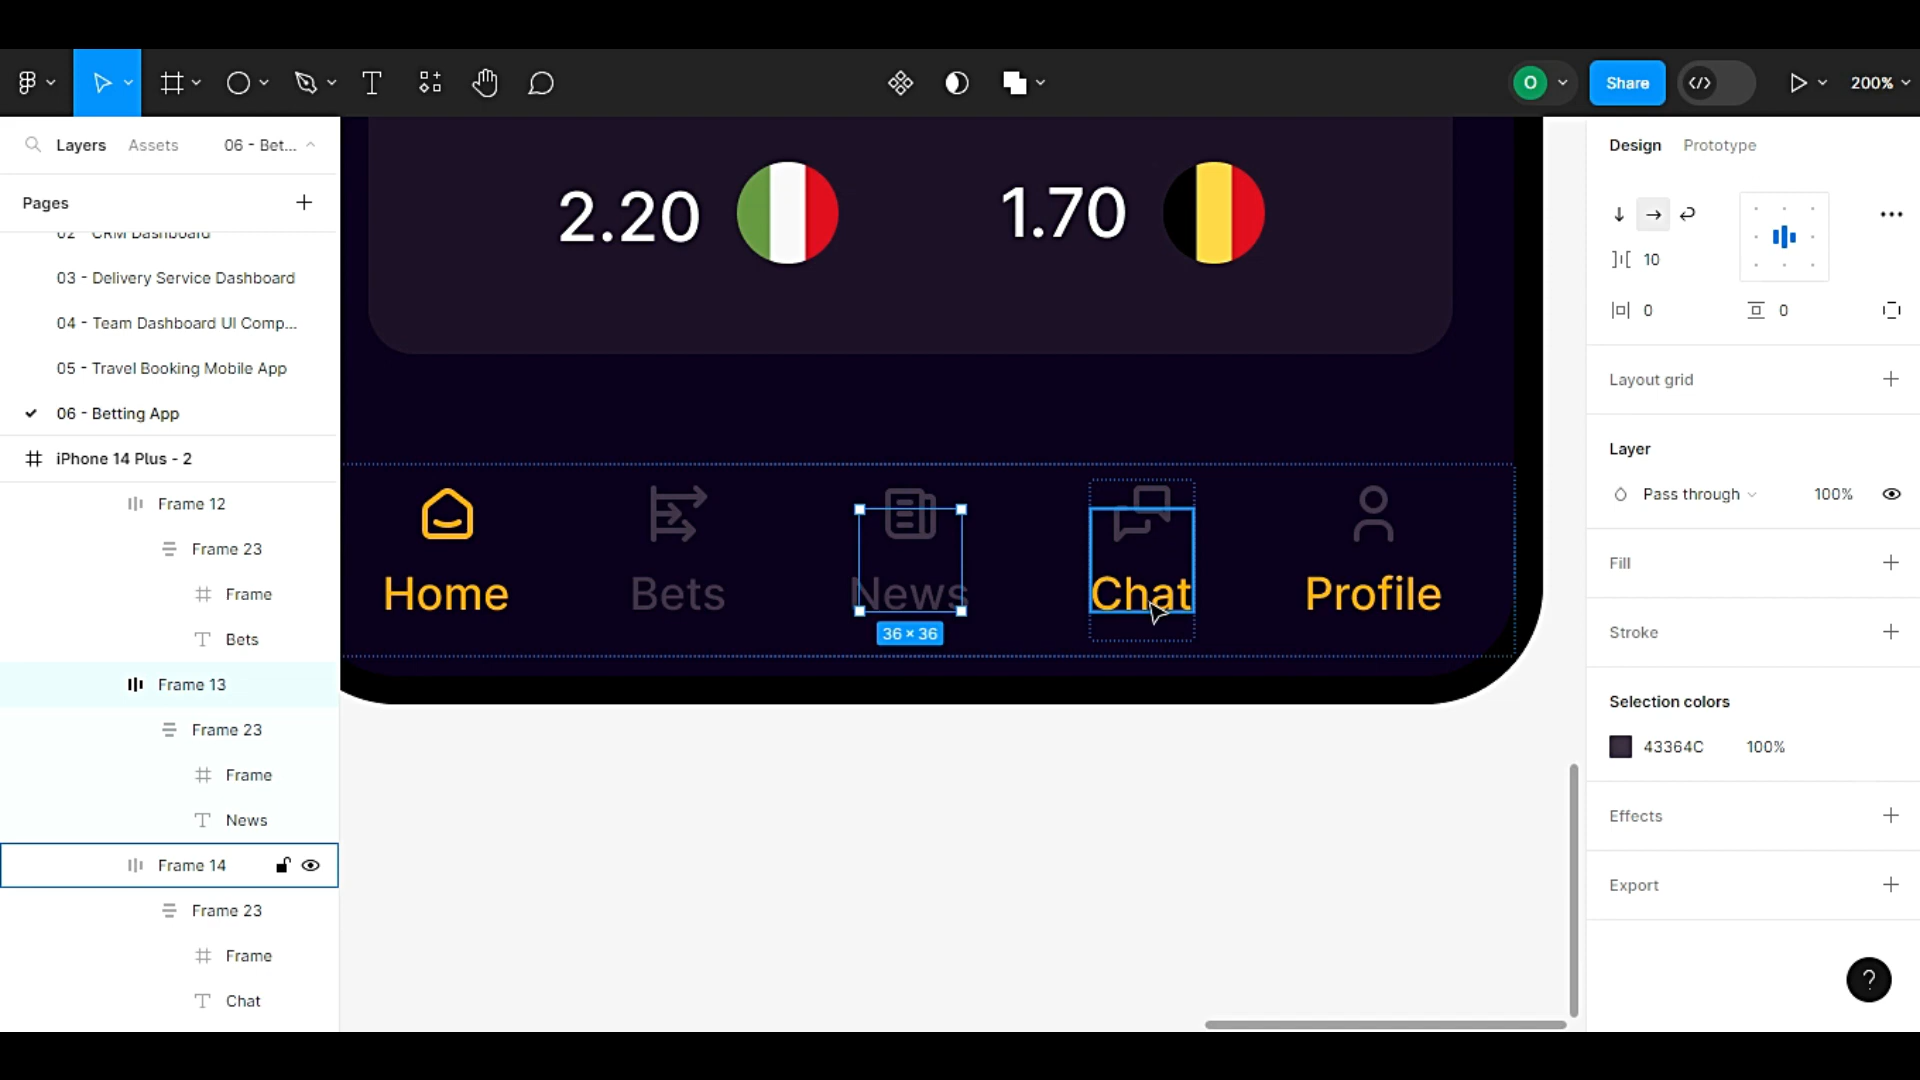 O
Share
200%
Layers
Assets
06 - Bet...
Pages
02 - CRM Dashboard
03 - Delivery Service Dashboard
04 - Team Dashboard UI Comp...
05 - Travel Booking Mobile App
06 - Betting App
iPhone 14 Plus - 2
Frame 12
Frame 23
Frame
Bets
Frame 13
Frame 23
Frame
News
Frame 14
Frame 23
Frame
Chat
2.20
1.70
Home
Bets
News
Chat
Profile
36 × 36
Design
Prototype
10
0
0
Layout grid
Layer
Pass through
100%
Fill
Stroke
Selection colors
43364C
100%
Effects
Export
?